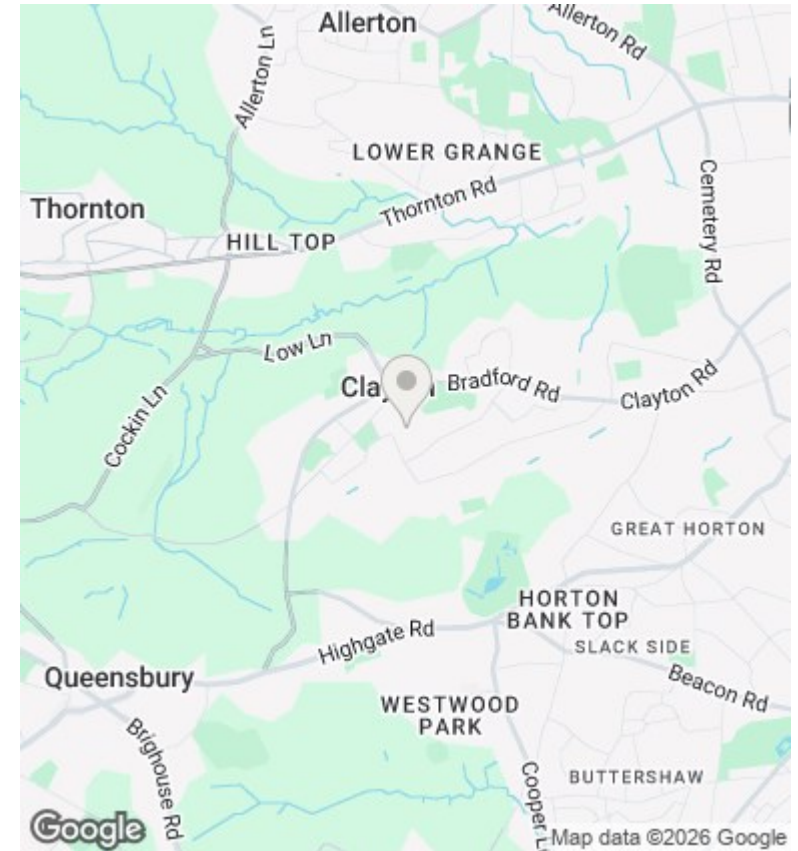 Allerton
Allerton Rd
Allerton Ln
LOWER GRANGE
Thornton Rd
Cemetery Rd
Thornton
HILL TOP
Low Ln
Bradford Rd
Clayton Rd
Cockin Ln
GREAT HORTON
HORTON
BANK TOP
Highgate Rd
SLACK SIDE
Queensbury
Beacon Rd
WESTWOOD
PARK
Brighouse Rd
Cooper
BUTTERSHAW
Google
Map data ©2026 Google